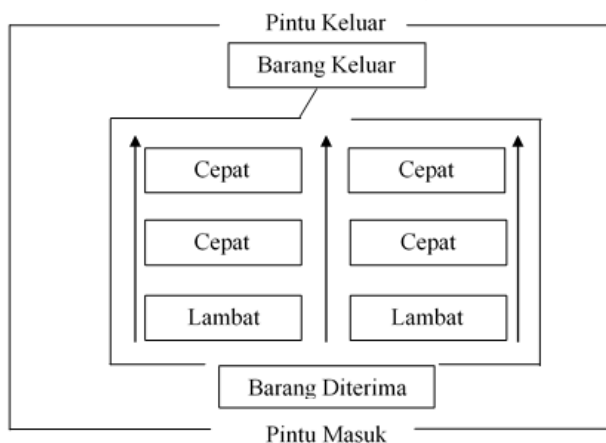 Pintu Keluar
Barang Keluar
Cepat Cepat
Cepat Cepat
Lambat Lambat
Barang Diterima
Pintu Masuk